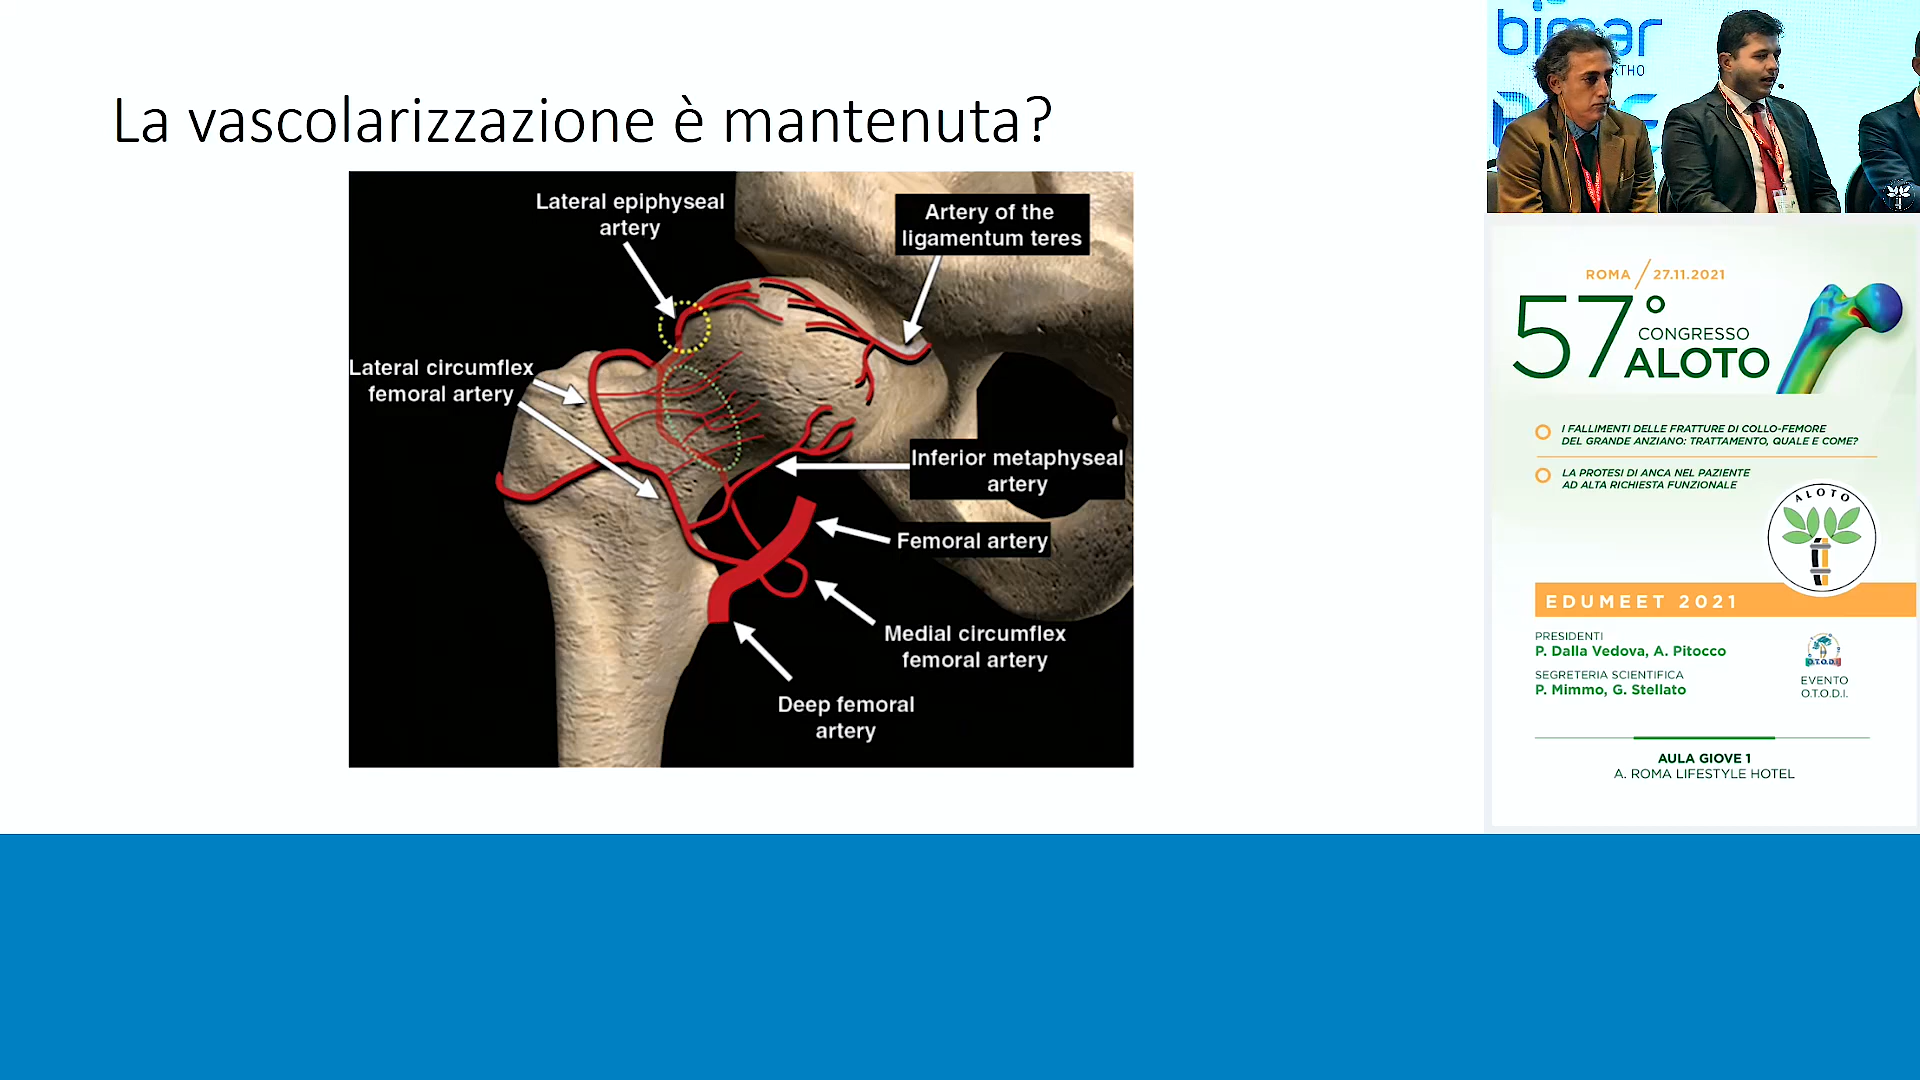 La vascolarizzazione è mantenuta?
Lateral epiphyseal
artery
Artery of the
ligamentum teres
Lateral circumflex
femoral artery
Inferior metaphyseal
artery
Femoral artery
Medial circumflex
femoral artery
Deep femoral
artery
bimar
ROMA / 27.11.2021
57°
CONGRESSO
ALOTO
I FALLIMENTI DELLE FRATTURE DI COLLO-FEMORE
DEL GRANDE ANZIANO: TRATTAMENTO, QUALE E COME?
LA PROTESI DI ANCA NEL PAZIENTE
AD ALTA RICHIESTA FUNZIONALE
ALOTO
EDUMEET 2021
PRESIDENTI
P. Dalla Vedova, A. Pitocco
SEGRETERIA SCIENTIFICA
P. Mimmo, G. Stellato
O.T.O.D.I.
EVENTO
O.T.O.D.I.
AULA GIOVE 1
A. ROMA LIFESTYLE HOTEL